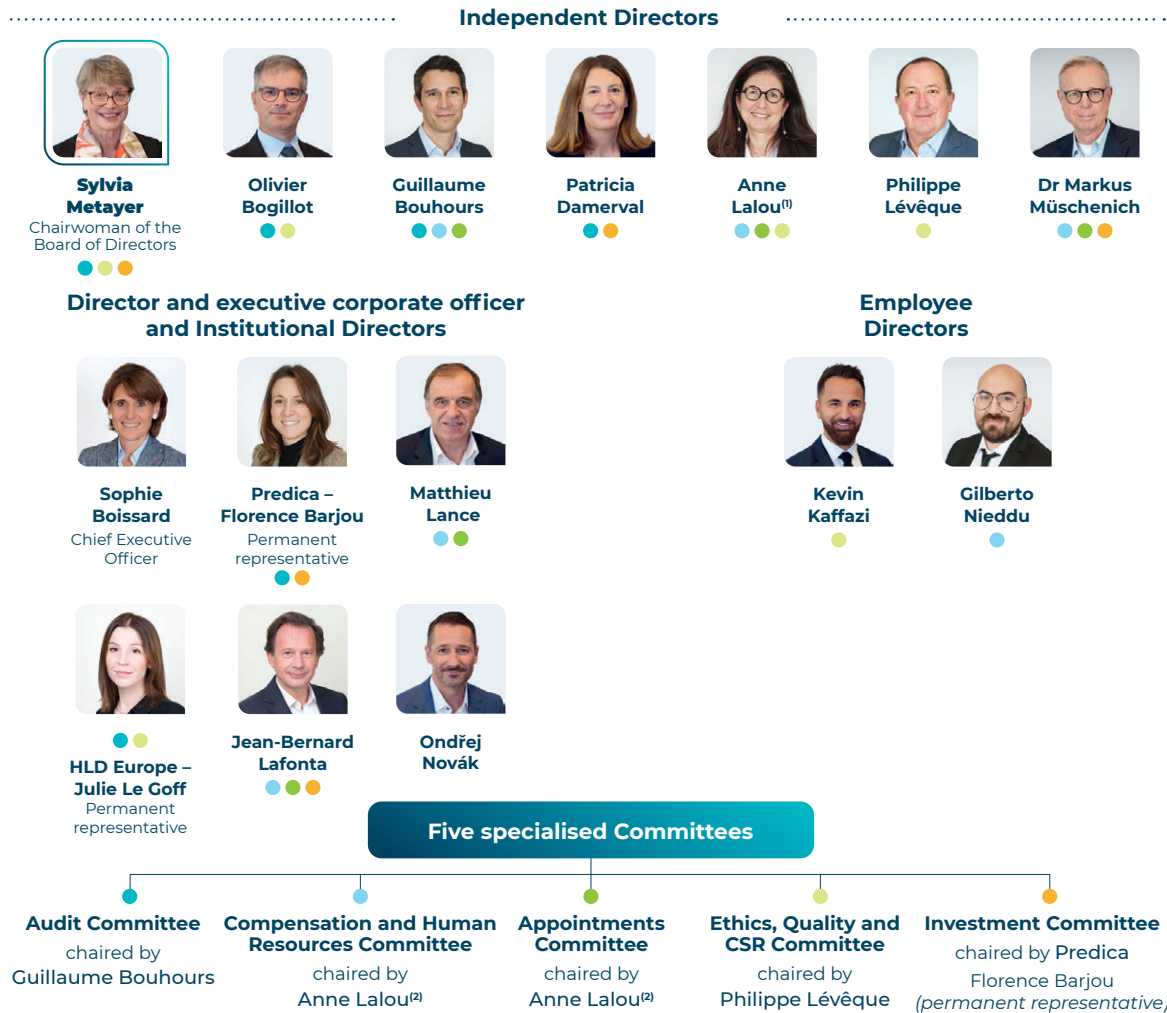 Independent Directors
Sylvia
Metayer
Chairwoman of the
Board of Directors
Olivier
Bogillot
Guillaume
Bouhours
Patricia
Damerval
Anne
Lalou(1)
Philippe
Lévêque
Dr Markus
Müschenich
Director and executive corporate officer
and Institutional Directors
Sophie
Boissard
Chief Executive
Officer
Predica –
Florence Barjou
Permanent
representative
Matthieu
Lance
Employee
Directors
Kevin
Kaffazi
Gilberto
Nieddu
HLD Europe –
Julie Le Goff
Permanent
representative
Jean-Bernard
Lafonta
Ondřej
Novák
Five specialised Committees
Audit Committee
chaired by
Guillaume Bouhours
Compensation and Human
Resources Committee
chaired by
Anne Lalou(2)
Appointments
Committee
chaired by
Anne Lalou(2)
Ethics, Quality and
CSR Committee
chaired by
Philippe Lévêque
Investment Committee
chaired by Predica
Florence Barjou
(permanent representative)